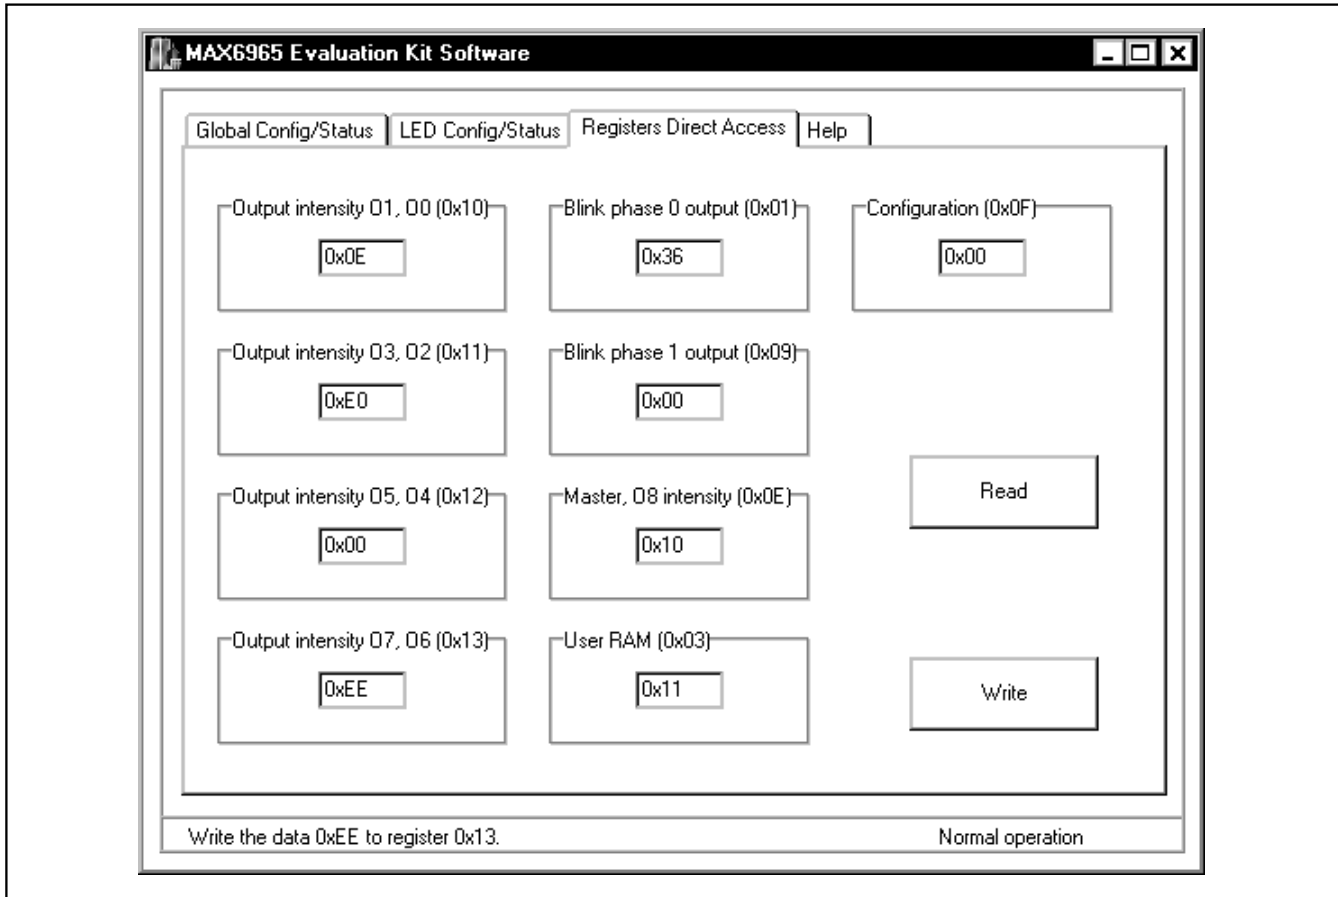 MAX6965 Evaluation Kit Software
Global Config/Status LED Config/Status Registers Direct Access Help
Output intensity O1, O0 (0x10) Blink phase 0 output (0x01) Configuration (0x0F)
0x0E 0x36 0x00
Output intensity O3, O2 (0x11) Blink phase 1 output (0x09)
0xE0 0x00
Output intensity O5, O4 (0x12) Master, O8 intensity (0x0E) Read
0x00 0x10
Output intensity O7, O6 (0x13) User RAM (0x03)
0xEE 0x11 Write
Write the data 0xEE to register 0x13. Normal operation